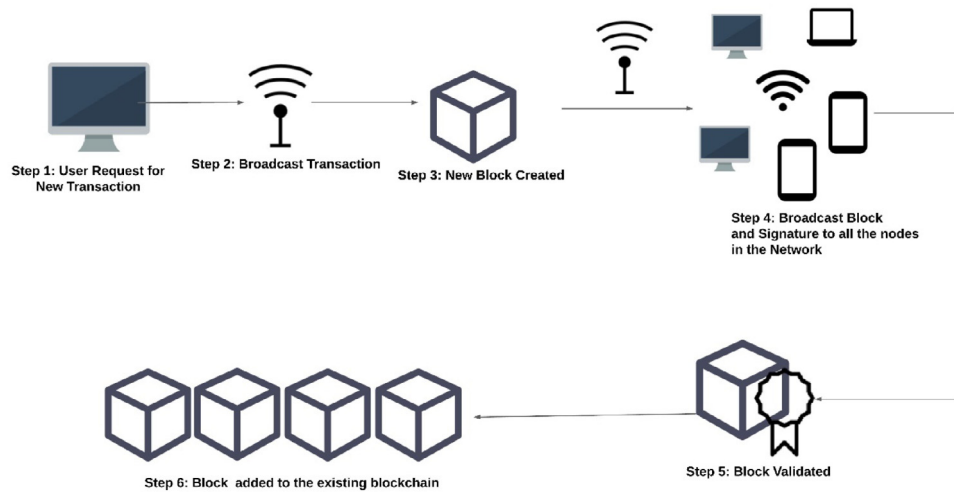 Step 1: User Request for
New Transaction
Step 2: Broadcast Transaction
Step 3: New Block Created
Step 4: Broadcast Block
and Signature to all the nodes
in the Network
Step 5: Block Validated
Step 6: Block added to the existing blockchain